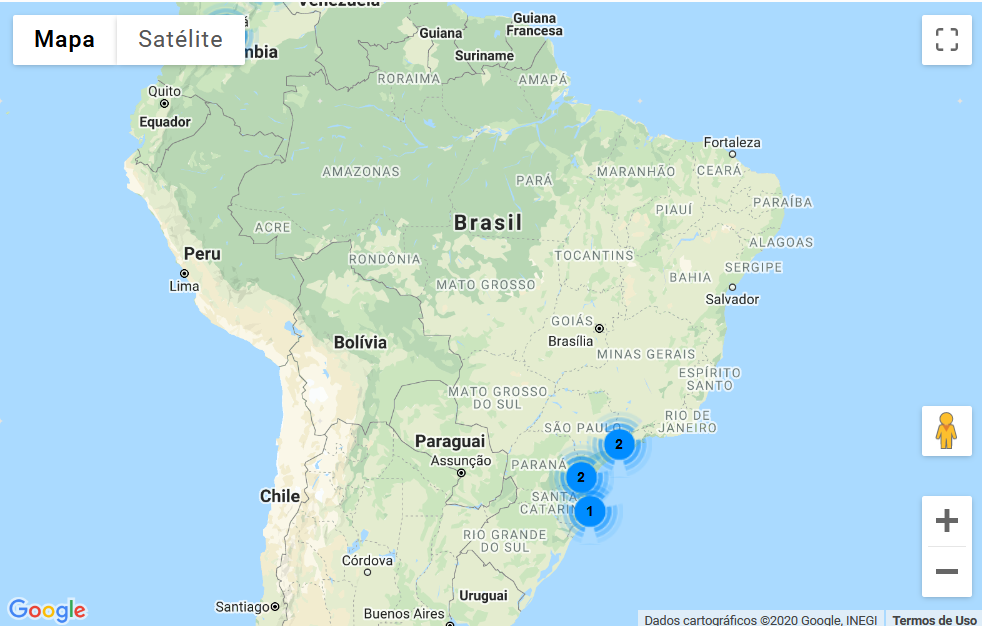 Venezuela
Mapa
Satélite
Guiana
Guiana
Francesa
Suriname
RORAIMA
AMAPÁ
Quito
Equador
Fortaleza
AMAZONAS
PARÁ
MARANHÃO
CEARÁ
PARAÍBA
PIAUÍ
ACRE
Brasil
ALAGOAS
Peru
RONDÔNIA
TOCANTINS
SERGIPE
Lima
MATO GROSSO
BAHIA
Salvador
GOIÁS
Brasília
Bolívia
MINAS GERAIS
ESPÍRITO
SANTO
MATO GROSSO
DO SUL
RIO DE
JANEIRO
SÃO PAULO
2
Paraguai
Assunção
PARANÁ
2
Chile
SANTA
CATARIN
1
RIO GRANDE
DO SUL
Córdova
Uruguai
Santiago
Buenos Aires
Google
Dados cartográficos ©2020 Google, INEGI
Termos de Uso